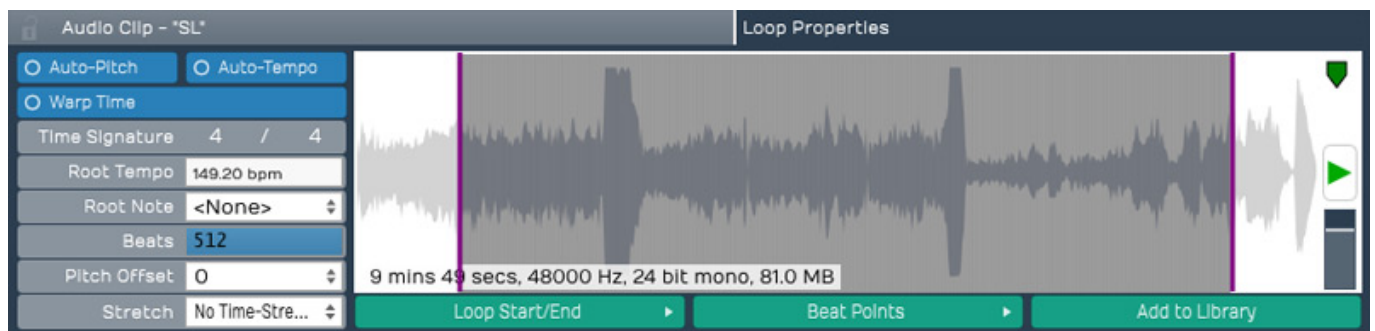 Audio Clip - "SL"
Loop Properties
Auto-Pitch
Auto-Tempo
Warp Time
Time Signature 4 / 4
Root Tempo 149.20 bpm
Root Note <None>
Beats 512
Pitch Offset 0
Stretch No Time-Stre...
9 mins 49 secs, 48000 Hz, 24 bit mono, 81.0 MB
Loop Start/End
Beat Points
Add to Library